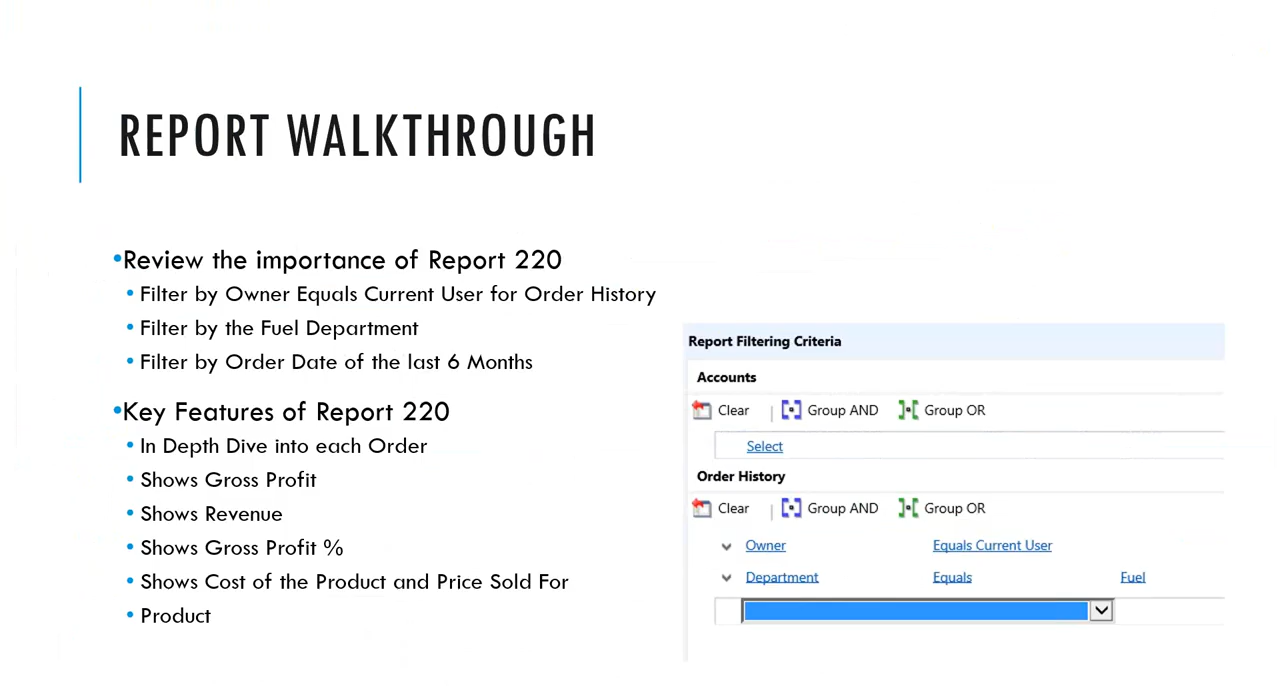 REPORT WALKTHROUGH
•Review the importance of Report 220
• Filter by Owner Equals Current User for Order History
• Filter by the Fuel Department
• Filter by Order Date of the last 6 Months
•Key Features of Report 220
• In Depth Dive into each Order
• Shows Gross Profit
• Shows Revenue
• Shows Gross Profit %
• Shows Cost of the Product and Price Sold For
• Product
Report Filtering Criteria
Accounts
Clear | Group AND Group OR
Select
Order History
Clear | Group AND Group OR
Owner Equals Current User
Department Equals Fuel